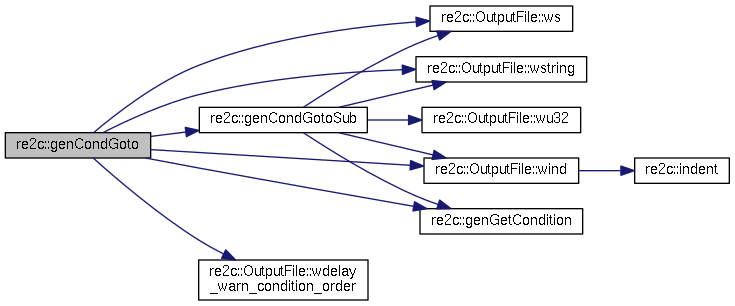 re2c::OutputFile::ws
re2c::OutputFile::wstring
re2c::genCondGotoSub
re2c::OutputFile::wu32
re2c::genCondGoto
re2c::OutputFile::wind
re2c::indent
re2c::genGetCondition
re2c::OutputFile::wdelay
_warn_condition_order